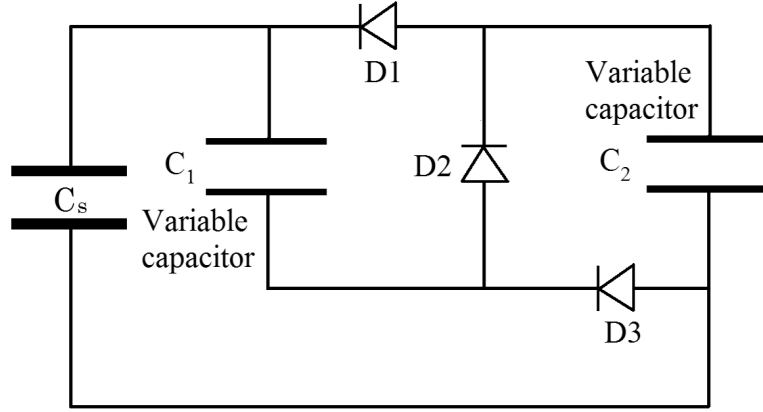 D1
Variable
capacitor
C₁
D2
C₂
Cₛ
Variable
capacitor
D3